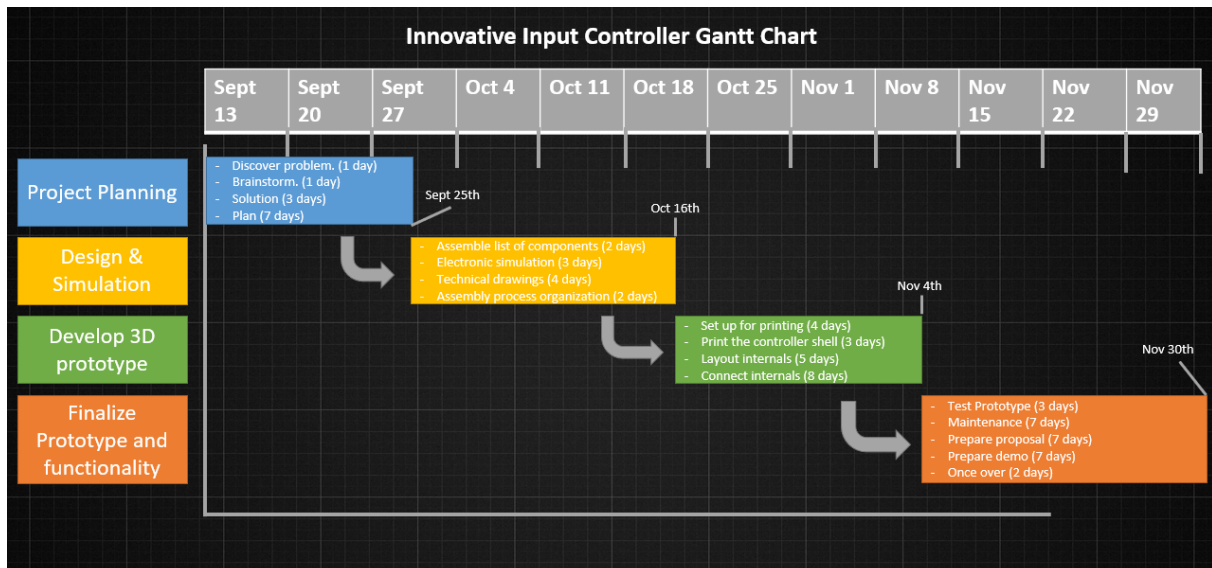 Innovative Input Controller Gantt Chart
Sept 13
Sept 20
Sept 27
Oct 4
Oct 11
Oct 18
Oct 25
Nov 1
Nov 8
Nov 15
Nov 22
Nov 29
Project Planning
- Discover problem. (1 day)
- Brainstorm. (1 day)
- Solution (3 days)
- Plan (7 days)
Sept 25th
Design &
Simulation
- Assemble list of components (2 days)
- Electronic simulation (3 days)
- Technical drawings (4 days)
- Assembly process organization (2 days)
Oct 16th
Develop 3D
prototype
- Set up for printing (4 days)
- Print the controller shell (3 days)
- Layout internals (5 days)
- Connect internals (8 days)
Nov 4th
Finalize
Prototype and
functionality
- Test Prototype (3 days)
- Maintenance (7 days)
- Prepare proposal (7 days)
- Prepare demo (7 days)
- Once over (2 days)
Nov 30th